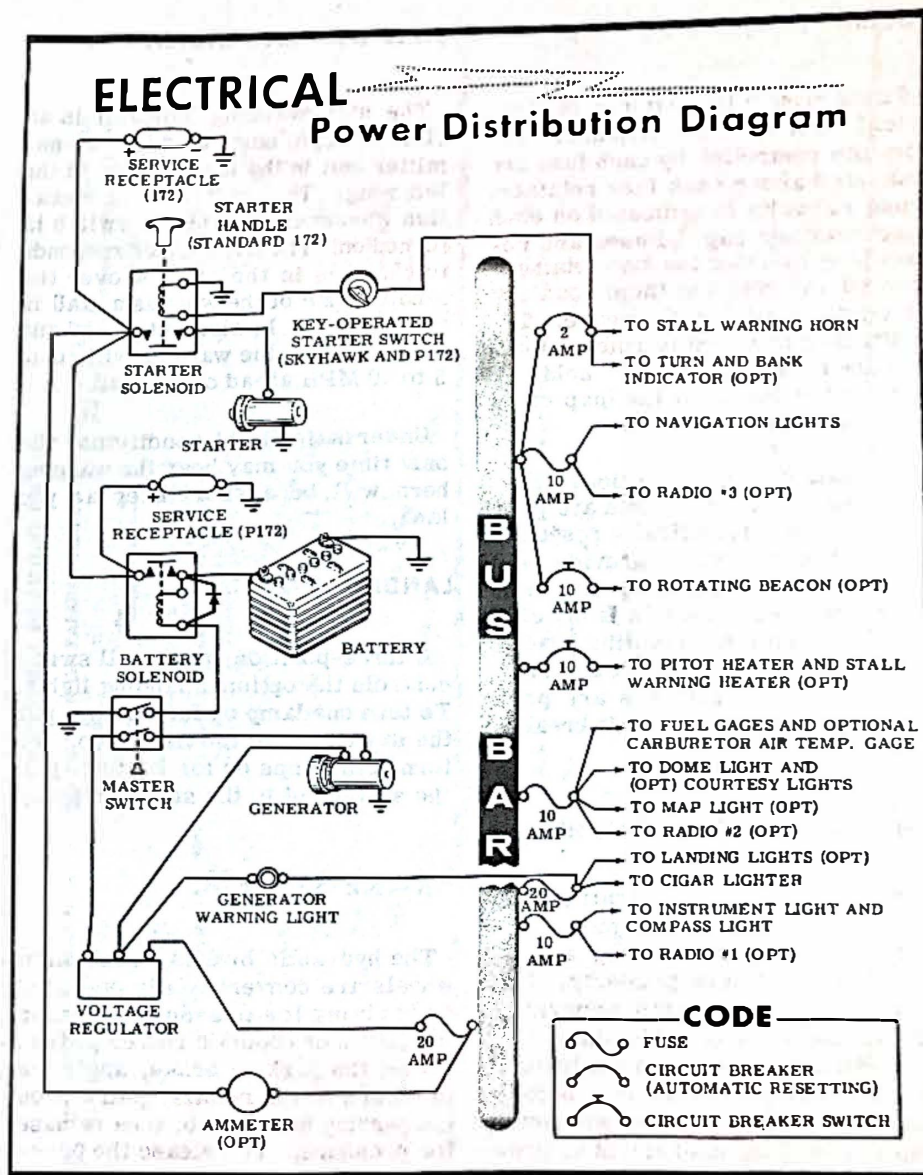 ELECTRICAL
Power Distribution Diagram
+
SERVICE
RECEPTACLE
(172)
STARTER
HANDLE
(STANDARD 172)
KEY-OPERATED
STARTER SWITCH
(SKYHAWK AND P172)
STARTER
SOLENOID
STARTER
+
SERVICE
RECEPTACLE (P172)
BATTERY
BATTERY
SOLENOID
MASTER
SWITCH
GENERATOR
GENERATOR
WARNING LIGHT
VOLTAGE
REGULATOR
20
AMP
AMMETER
(OPT)
BUS BAR
2
AMP
TO STALL WARNING HORN
TO TURN AND BANK
INDICATOR (OPT)
10
AMP
TO NAVIGATION LIGHTS
TO RADIO #3 (OPT)
10
AMP
TO ROTATING BEACON (OPT)
10
AMP
TO PITOT HEATER AND STALL
WARNING HEATER (OPT)
10
AMP
TO FUEL GAGES AND OPTIONAL
CARBURETOR AIR TEMP. GAGE
TO DOME LIGHT AND
(OPT) COURTESY LIGHTS
TO MAP LIGHT (OPT)
TO RADIO #2 (OPT)
20
AMP
TO LANDING LIGHTS (OPT)
TO CIGAR LIGHTER
10
AMP
TO INSTRUMENT LIGHT AND
COMPASS LIGHT
TO RADIO #1 (OPT)
CODE
FUSE
CIRCUIT BREAKER
(AUTOMATIC RESETTING)
CIRCUIT BREAKER SWITCH